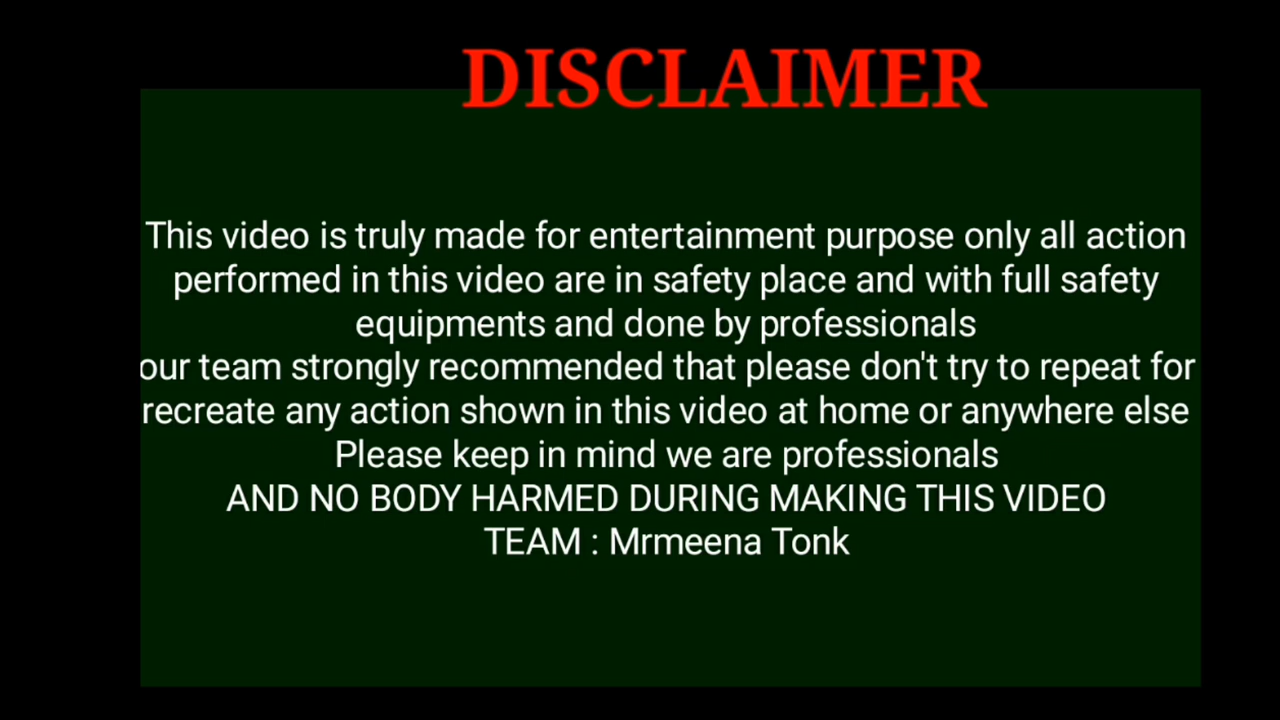 DISCLAIMER
This video is truly made for entertainment purpose only all action
performed in this video are in safety place and with full safety
equipments and done by professionals
our team strongly recommended that please don't try to repeat for
recreate any action shown in this video at home or anywhere else
Please keep in mind we are professionals
AND NO BODY HARMED DURING MAKING THIS VIDEO
TEAM : Mrmeena Tonk